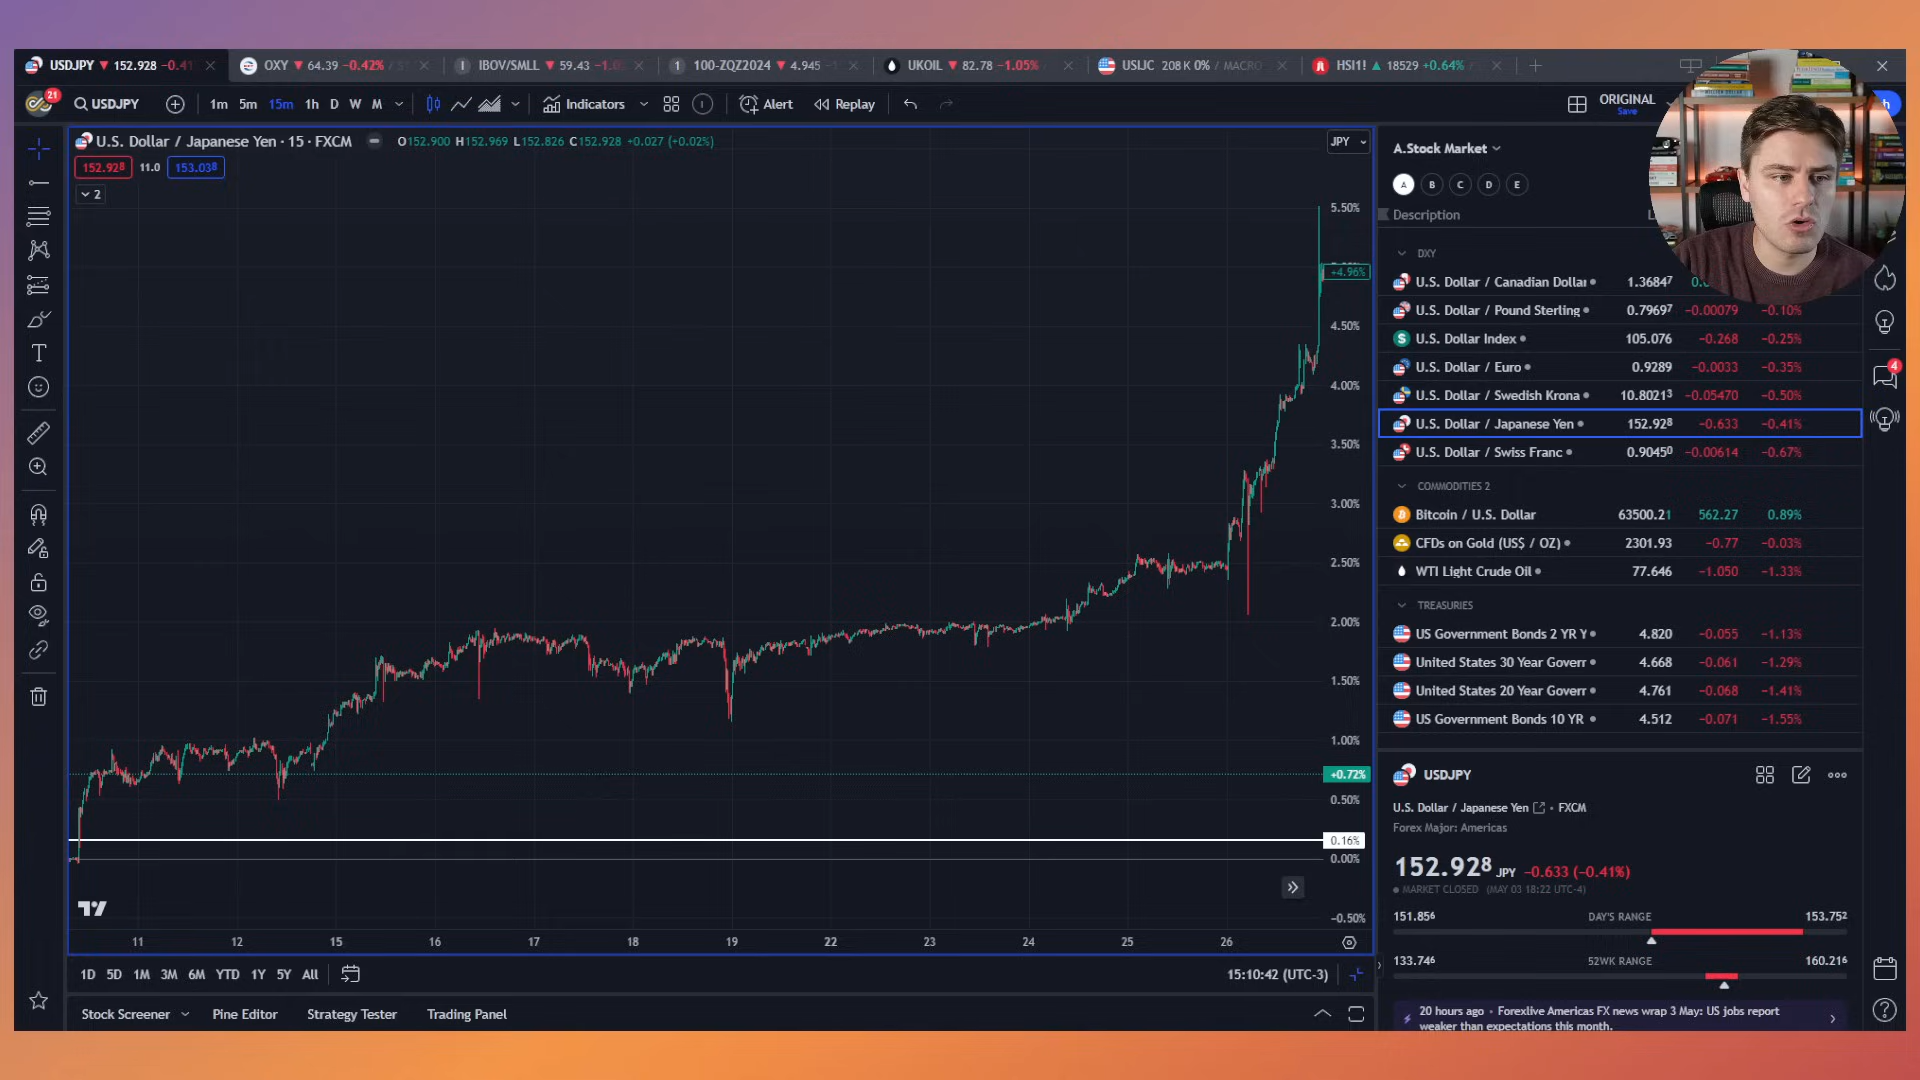 USDJPY 152.928 −0.41
OXY 64.39 −0.42%
IBOV/SMLL 59.43
100-ZQZ2024 4.945
UKOIL 82.78 −1.05%
USLJC 208 K 0% / MACRO
HSI1! 18529 +0.64%
21
USDJPY
1m 5m 15m 1h D W M
Indicators
Alert
Replay
ORIGINAL
Save
U.S. Dollar / Japanese Yen · 15 · FXCM
O152.900 H152.969 L152.826 C152.928 +0.027 (+0.02%)
JPY
152.928 11.0 153.038
2
5.50%
+4.96%
4.50%
4.00%
3.50%
3.00%
2.50%
2.00%
1.50%
1.00%
+0.72%
0.50%
0.16%
0.00%
−0.50%
11 12 15 16 17 18 19 22 23 24 25 26
1D 5D 1M 3M 6M YTD 1Y 5Y All
15:10:42 (UTC-3)
Stock Screener
Pine Editor
Strategy Tester
Trading Panel
A.Stock Market
A B C D E
Description
DXY
U.S. Dollar / Canadian Dollar 1.36847
U.S. Dollar / Pound Sterling 0.79697 −0.00079 −0.10%
U.S. Dollar Index 105.076 −0.268 −0.25%
U.S. Dollar / Euro 0.9289 −0.0033 −0.35%
U.S. Dollar / Swedish Krona 10.80213 −0.05470 −0.50%
U.S. Dollar / Japanese Yen 152.928 −0.633 −0.41%
U.S. Dollar / Swiss Franc 0.90450 −0.00614 −0.67%
COMMODITIES 2
Bitcoin / U.S. Dollar 63500.21 562.27 0.89%
CFDs on Gold (US$ / OZ) 2301.93 −0.77 −0.03%
WTI Light Crude Oil 77.646 −1.050 −1.33%
TREASURIES
US Government Bonds 2 YR Y 4.820 −0.055 −1.13%
United States 30 Year Goverr 4.668 −0.061 −1.29%
United States 20 Year Goverr 4.761 −0.068 −1.41%
US Government Bonds 10 YR 4.512 −0.071 −1.55%
4
USDJPY
U.S. Dollar / Japanese Yen · FXCM
Forex Major: Americas
152.928 JPY −0.633 (−0.41%)
MARKET CLOSED (MAY 03 18:22 UTC-4)
151.856 DAY'S RANGE 153.752
133.746 52WK RANGE 160.216
20 hours ago · Forexlive Americas FX news wrap 3 May: US jobs report
weaker than expectations this month.